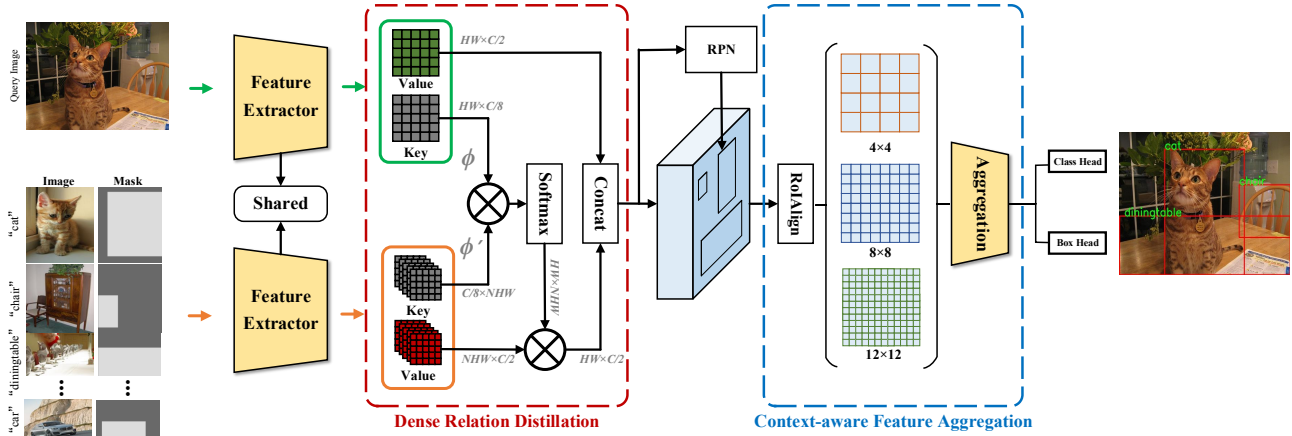 Query Image
Feature
Extractor
Image
Mask
"cat"
"chair"
"diningtable"
"car"
Shared
Feature
Extractor
Value
Key
HW×C/2
HW×C/8
ϕ
ϕ′
Key
Value
C/8×NHW
NHW×C/2
Softmax
HW×NHW
HW×C/2
Concat
Dense Relation Distillation
RPN
RoIAlign
4×4
8×8
12×12
Aggregation
Context-aware Feature Aggregation
Class Head
Box Head
cat
chair
diningtable